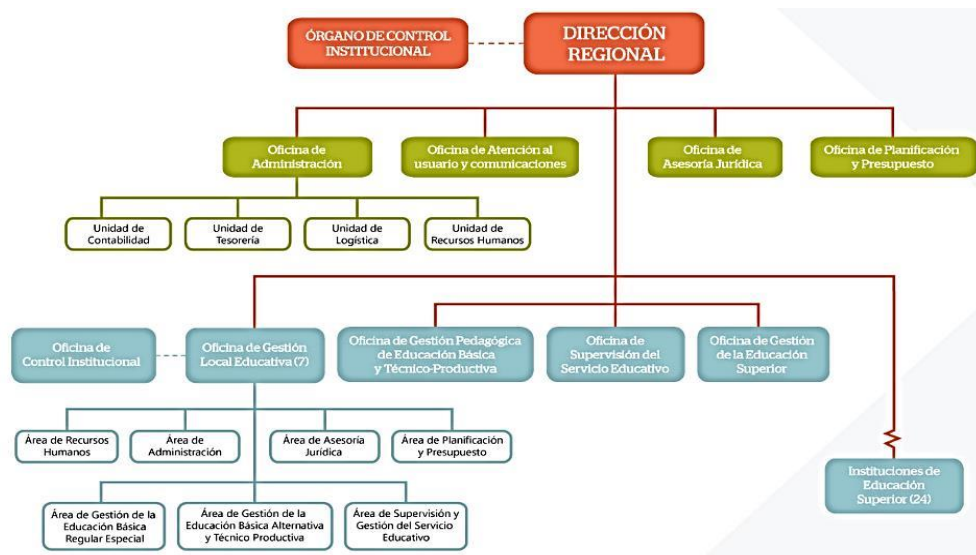 ÓRGANO DE CONTROL
INSTITUCIONAL
DIRECCIÓN
REGIONAL
Oficina de
Administración
Oficina de Atención al
usuario y comunicaciones
Oficina de
Asesoría Jurídica
Oficina de Planificación
y Presupuesto
Unidad de
Contabilidad
Unidad de
Tesorería
Unidad de
Logística
Unidad de
Recursos Humanos
Oficina de
Control Institucional
Oficina de Gestión
Local Educativa (7)
Oficina de Gestión Pedagógica
de Educación Básica
y Técnico-Productiva
Oficina de
Supervisión del
Servicio Educativo
Oficina de Gestión
de la Educación
Superior
Área de Recursos
Humanos
Área de
Administración
Área de Asesoría
Jurídica
Área de Planificación
y Presupuesto
Instituciones de
Educación
Superior (24)
Área de Gestión de la
Educación Básica
Regular Especial
Área de Gestión de la
Educación Básica Alternativa
y Técnico Productiva
Área de Supervisión y
Gestión del Servicio
Educativo